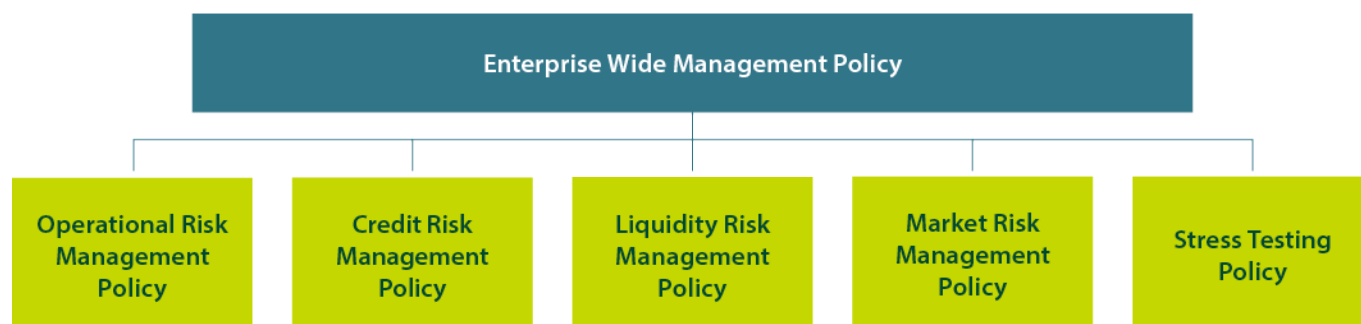 Enterprise Wide Management Policy
Operational Risk
Management
Policy
Credit Risk
Management
Policy
Liquidity Risk
Management
Policy
Market Risk
Management
Policy
Stress Testing
Policy